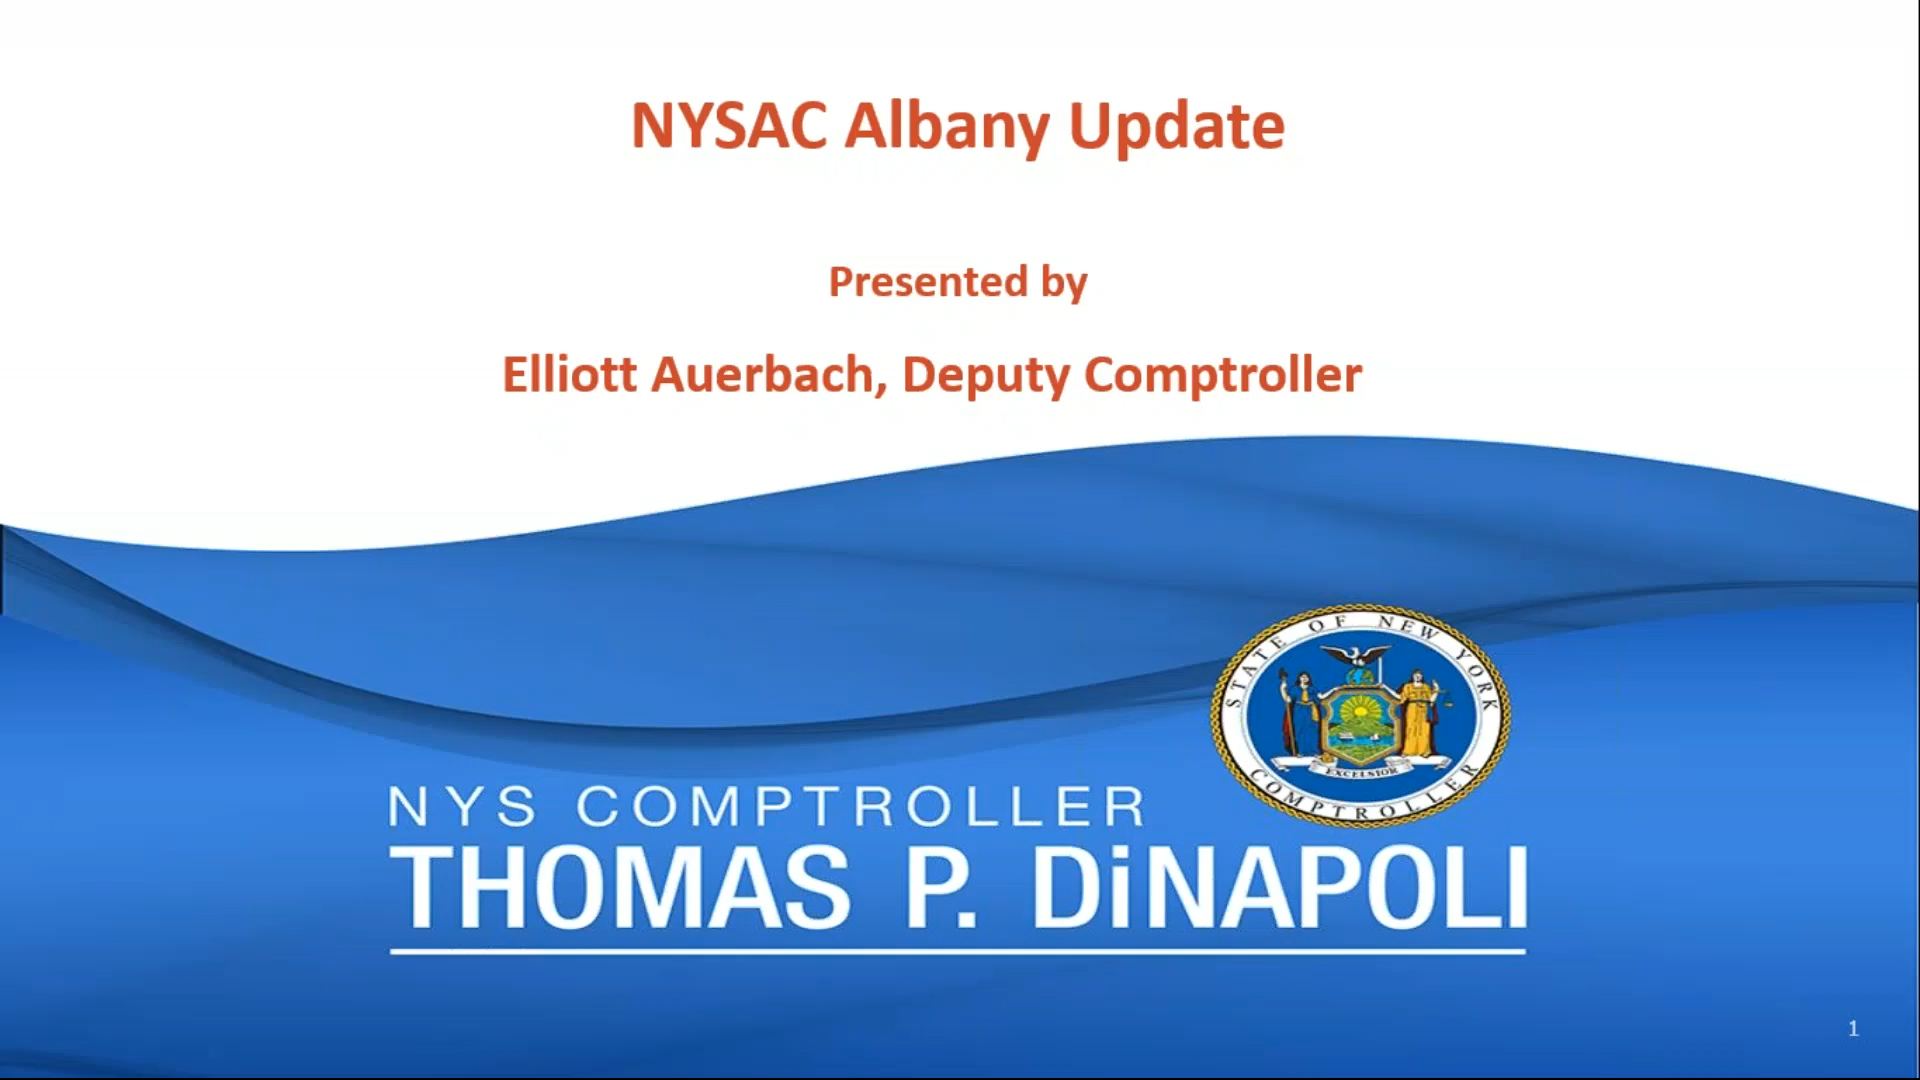 NYSAC Albany Update
Presented by
Elliott Auerbach, Deputy Comptroller
STATE OF NEW YORK
EXCELSIOR
COMPTROLLER
NYS COMPTROLLER
THOMAS P. DiNAPOLI
1